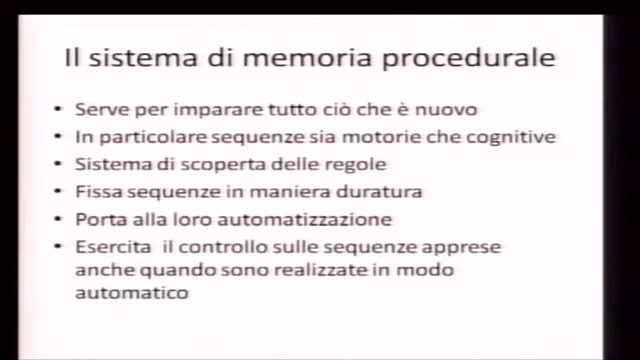 Il sistema di memoria procedurale
• Serve per imparare tutto ciò che è nuovo
• In particolare sequenze sia motorie che cognitive
• Sistema di scoperta delle regole
• Fissa sequenze in maniera duratura
• Porta alla loro automatizzazione
• Esercita il controllo sulle sequenze apprese
anche quando sono realizzate in modo
automatico